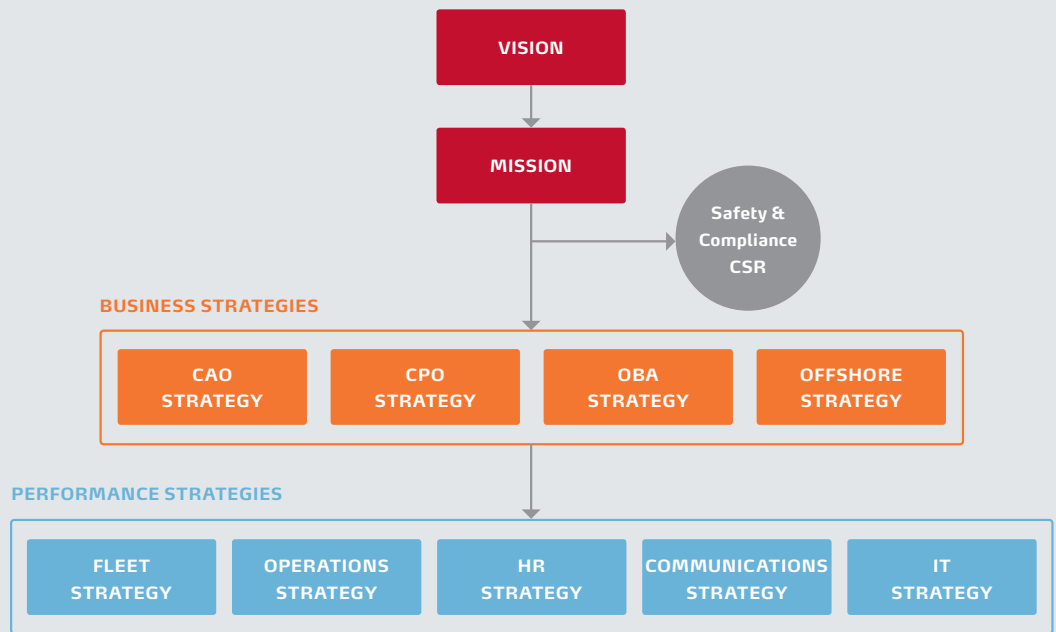 VISION
MISSION
Safety &
Compliance
CSR
BUSINESS STRATEGIES
CAO
STRATEGY
CPO
STRATEGY
OBA
STRATEGY
OFFSHORE
STRATEGY
PERFORMANCE STRATEGIES
FLEET
STRATEGY
OPERATIONS
STRATEGY
HR
STRATEGY
COMMUNICATIONS
STRATEGY
IT
STRATEGY